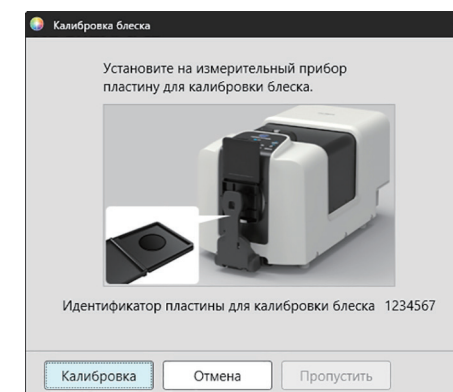 Калибровка блеска
Установите на измерительный прибор
пластину для калибровки блеска.
Идентификатор пластины для калибровки блеска 1234567
Калибровка
Отмена
Пропустить